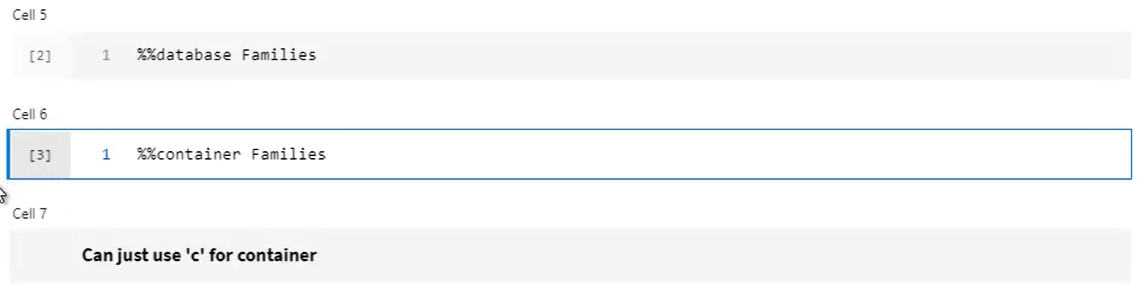 Cell 5
[2] 1 %%database Families
Cell 6
[3] 1 %%container Families
Cell 7
Can just use 'c' for container